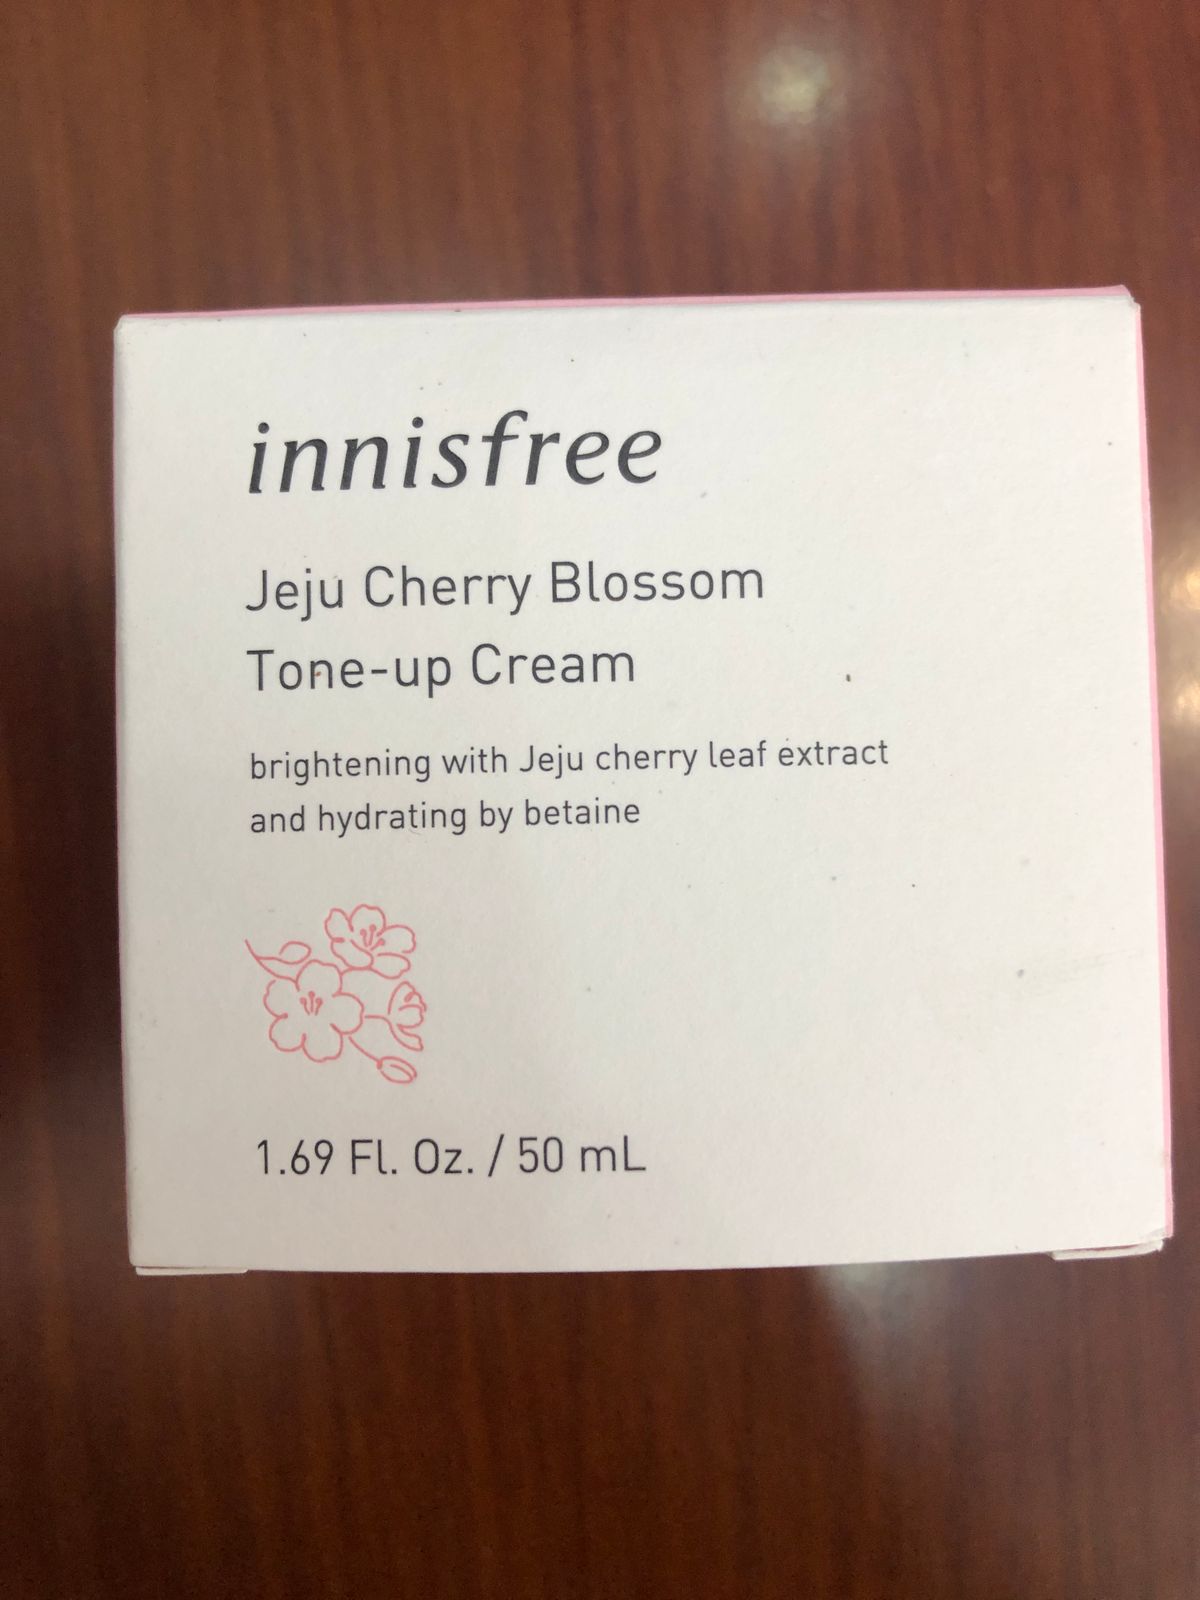 innisfree
Jeju Cherry Blossom
Tone-up Cream
brightening with Jeju cherry leaf extract
and hydrating by betaine
1.69 Fl. Oz. / 50 mL